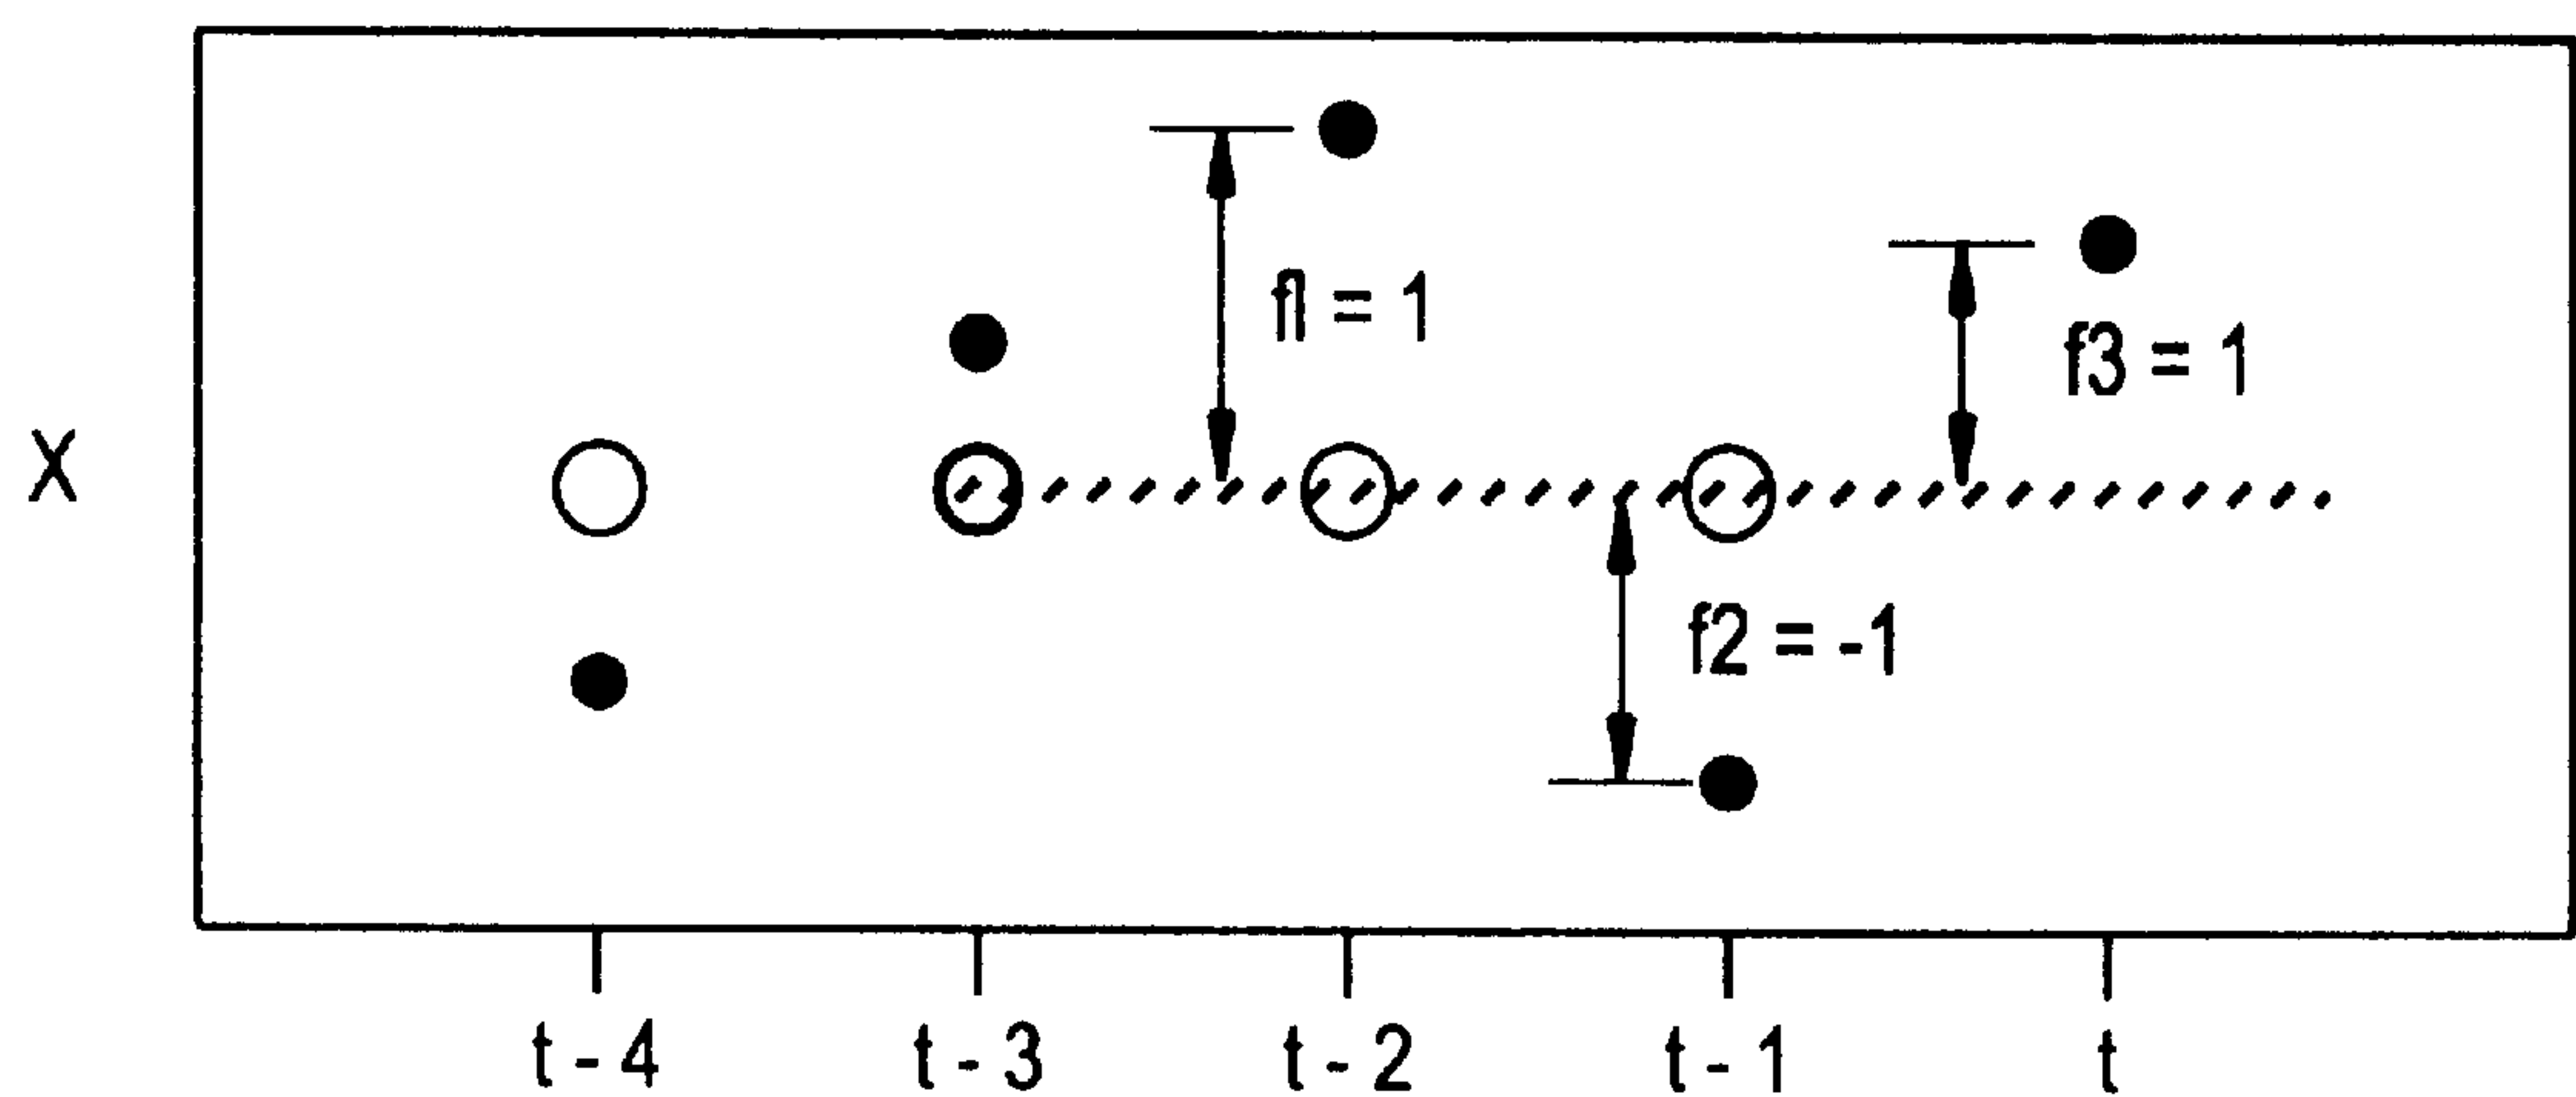 f1 = 1
f3 = 1
X
f2 = -1
t - 4
t - 3
t - 2
t - 1
t